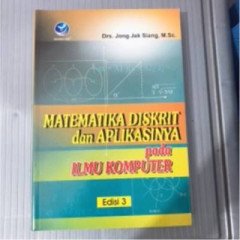 Drs. Jong Jek Siang, M.Sc.
MATEMATIKA DISKRIT
dan APLIKASINYA
pada
ILMU KOMPUTER
Edisi 3